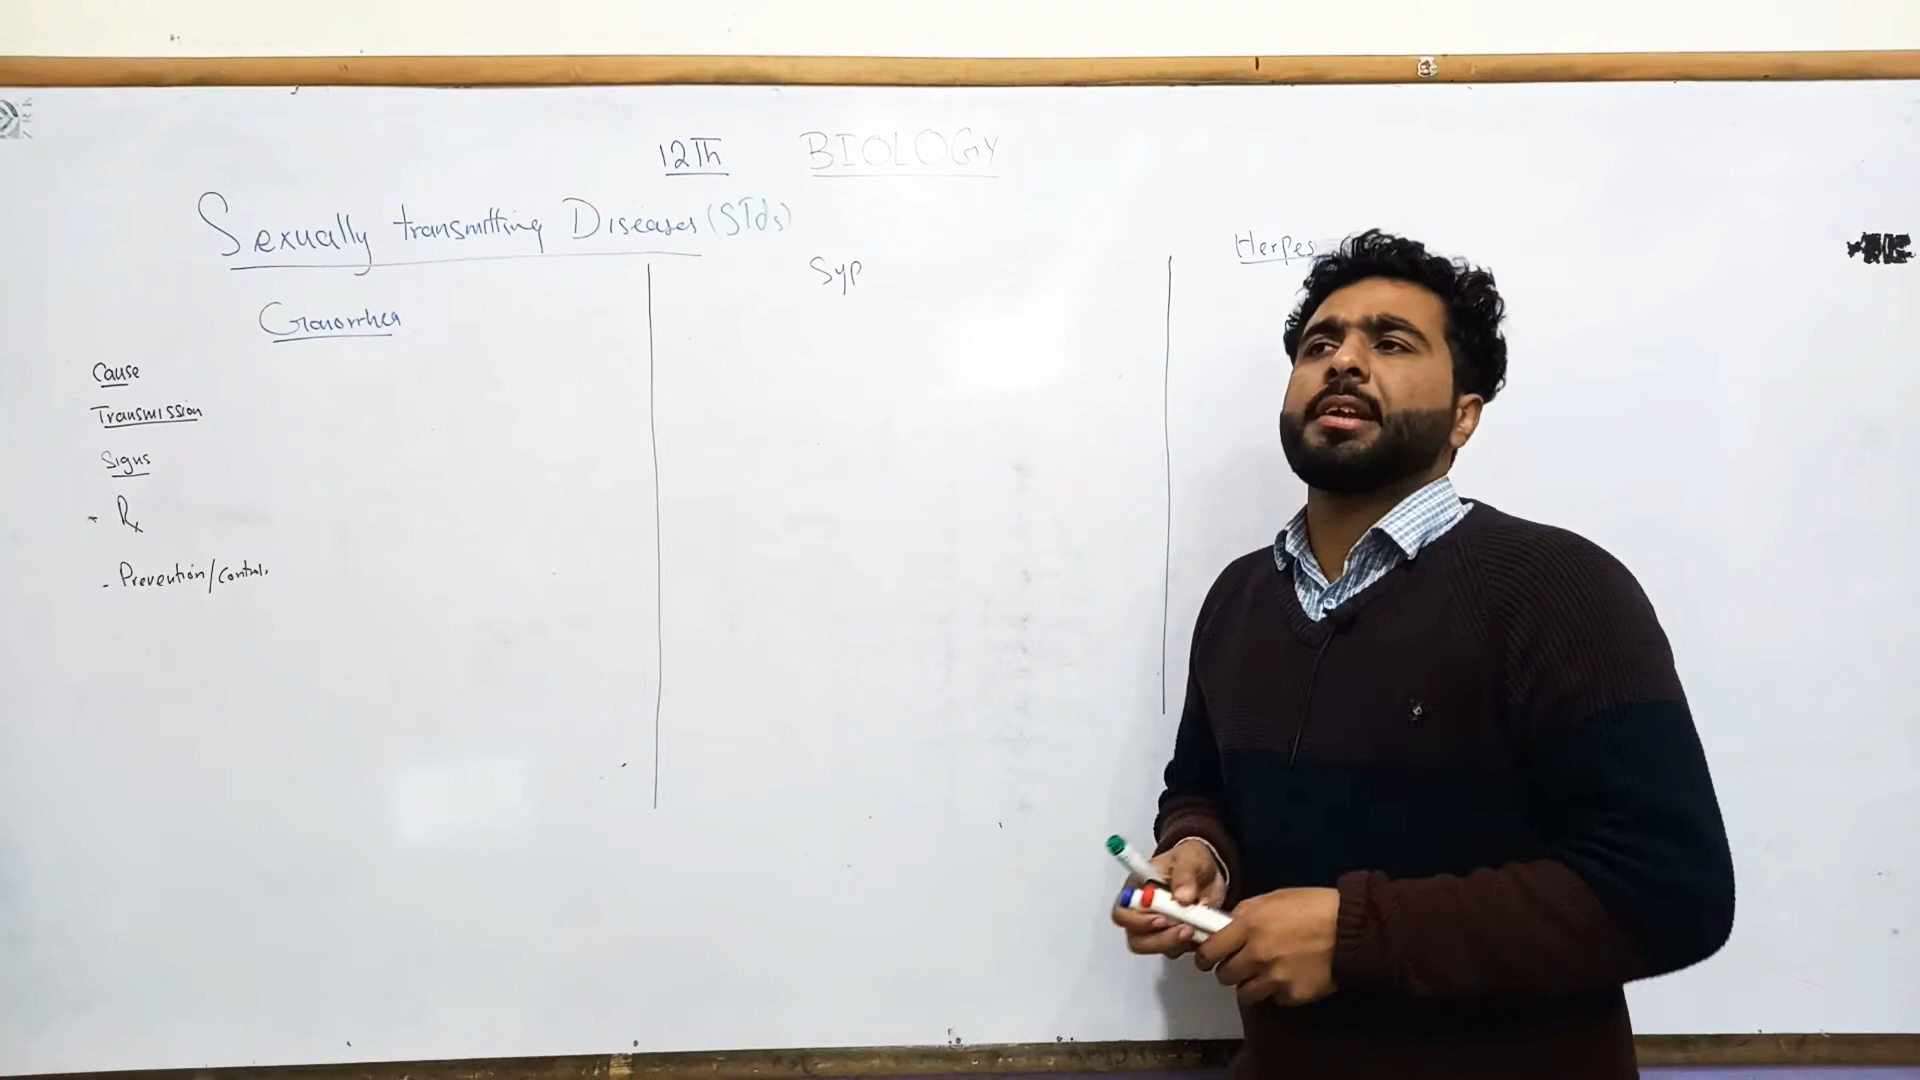 12Th BIOLOGY
Sexually transmitting Diseases (STds)
Gonorrhea
Cause
Transmission
Signs
- Rx
- Prevention/Control.
Syp
Herpes